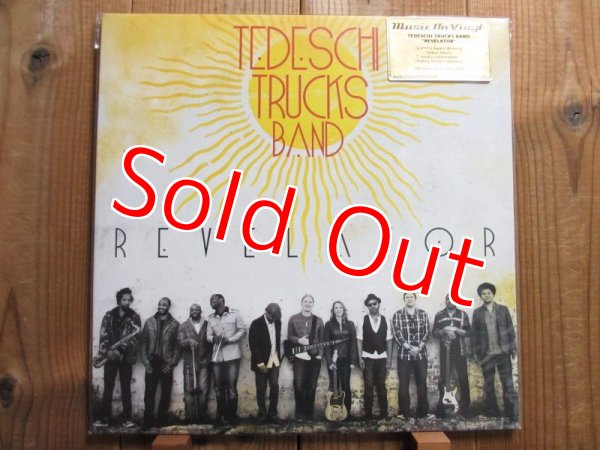 TEDESCHI
TRUCKS
BAND
Music On Vinyl
TEDESCHI TRUCKS BAND
"REVELATOR"
Sold Out
REVELATOR